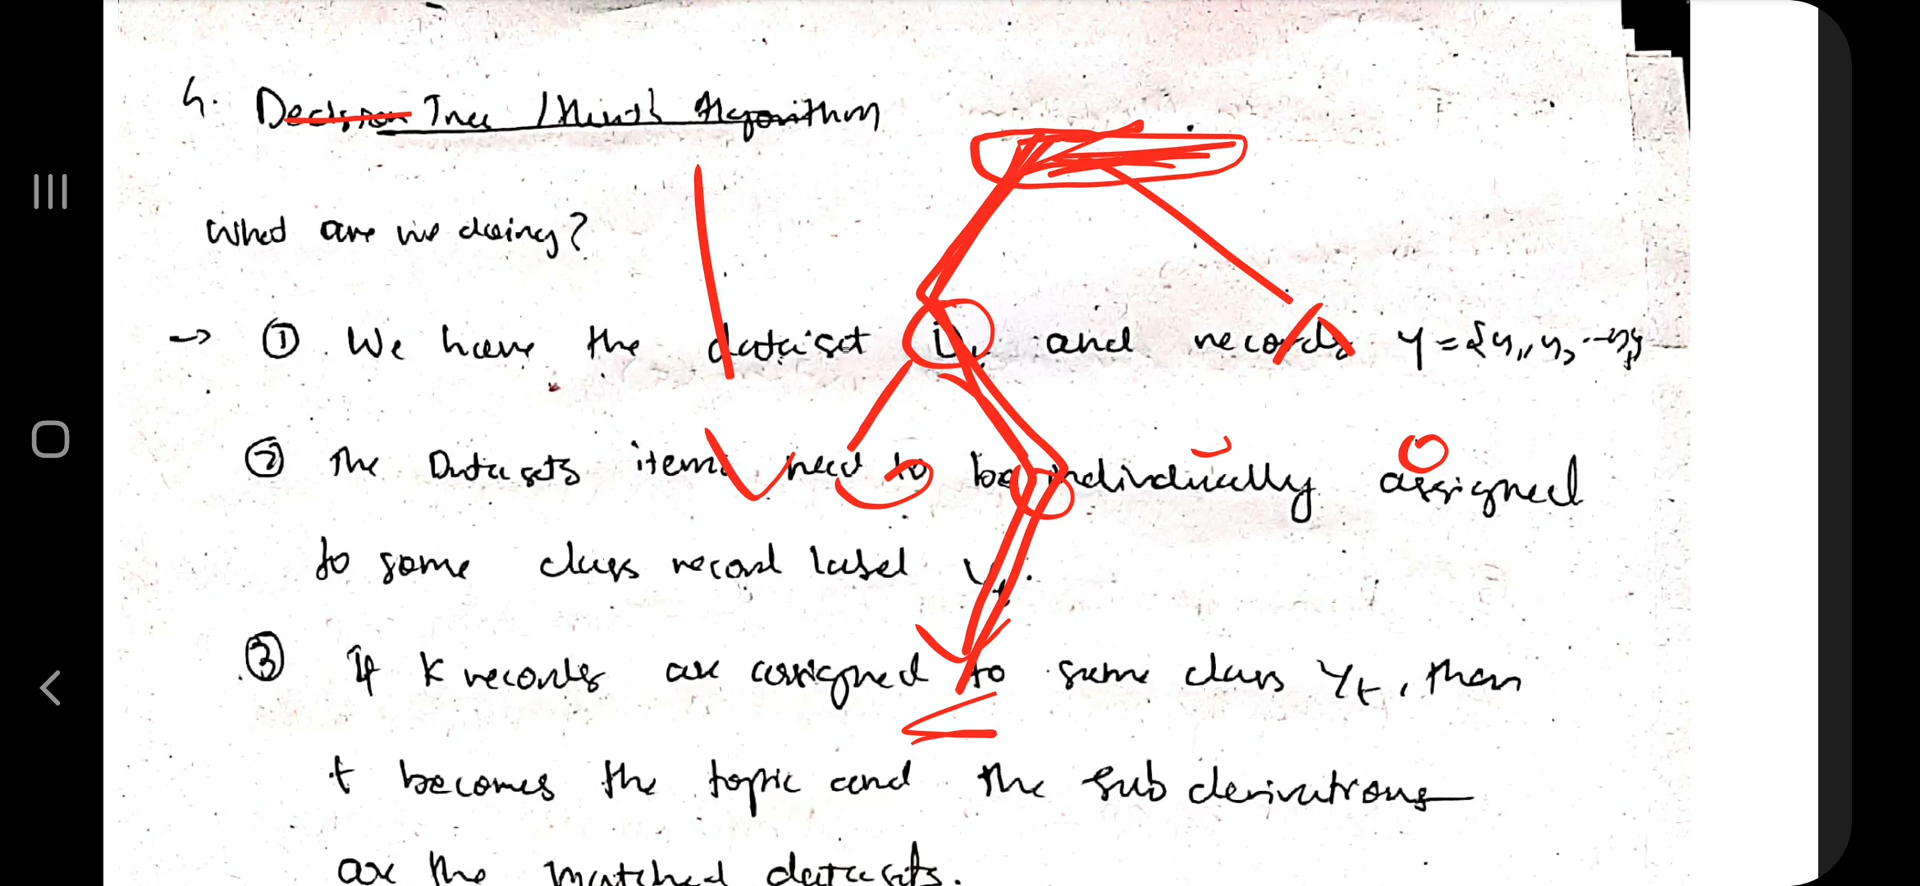 4. Decision Tree / Hunt's Algorithm
What are we doing?
→ ① We have the dataset D, and records Y = {y₁, y₂ ...
② The Datasets items need to be individually assigned
to some class record label
③ If K records are assigned to same class Yt, then
t becomes the topic and the sub derivations
are the matched datasets.